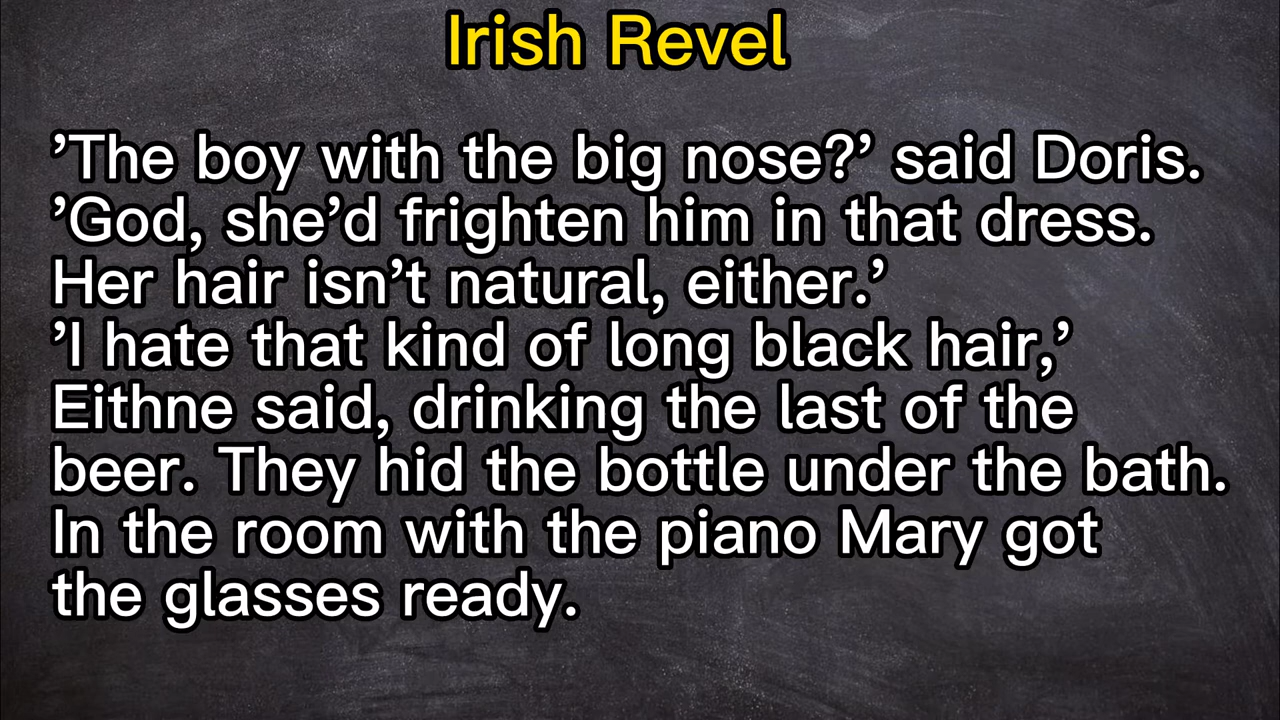 Irish Revel
’The boy with the big nose?’ said Doris.
’God, she’d frighten him in that dress.
Her hair isn’t natural, either.’
’I hate that kind of long black hair,’
Eithne said, drinking the last of the
beer. They hid the bottle under the bath.
In the room with the piano Mary got
the glasses ready.